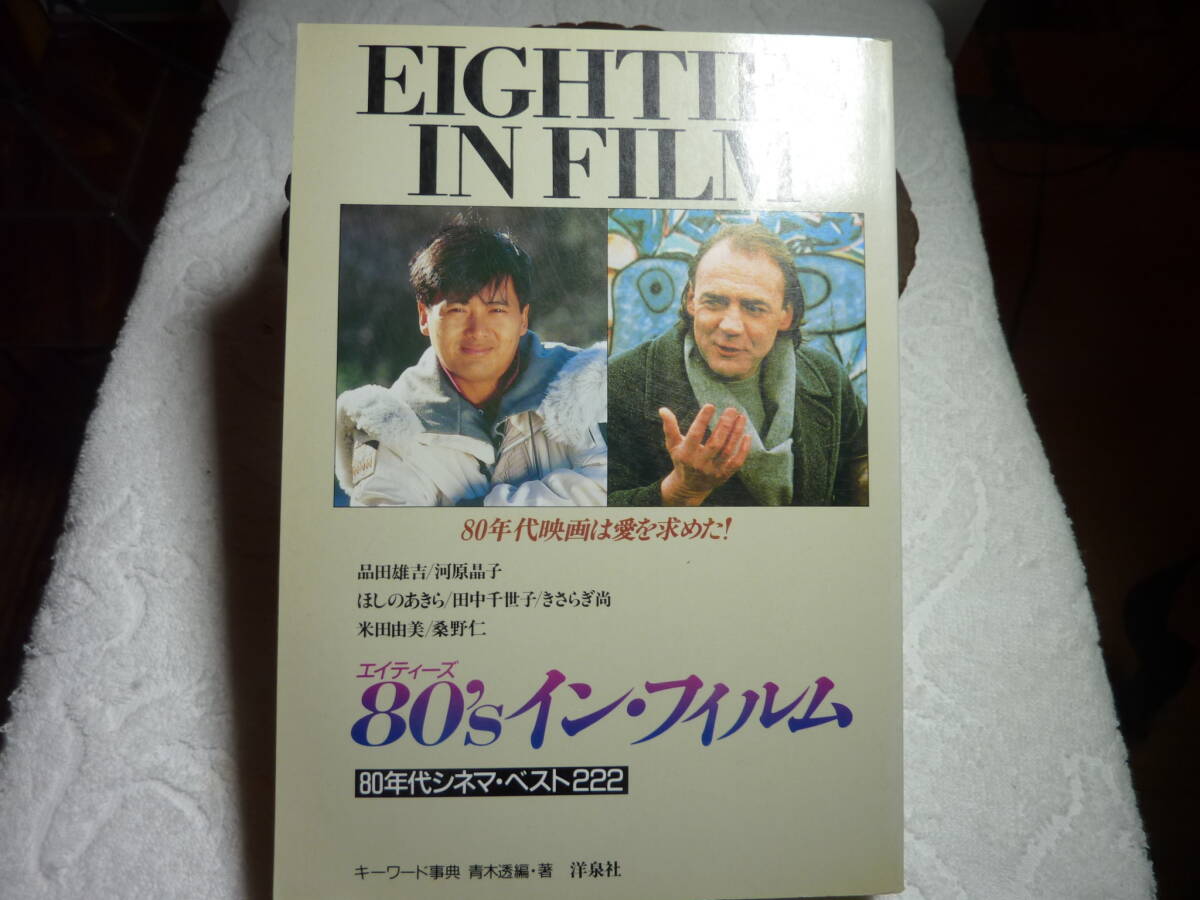 EIGHTIE
IN FILM
80年代映画は愛を求めた!
品田雄吉/河原晶子
ほしのあきら/田中千世子/きさらぎ尚
米田由美/桑野仁
エイティーズ
80'sイン・フィルム
80年代シネマ・ベスト222
キーワード事典 青木透編・著 洋泉社